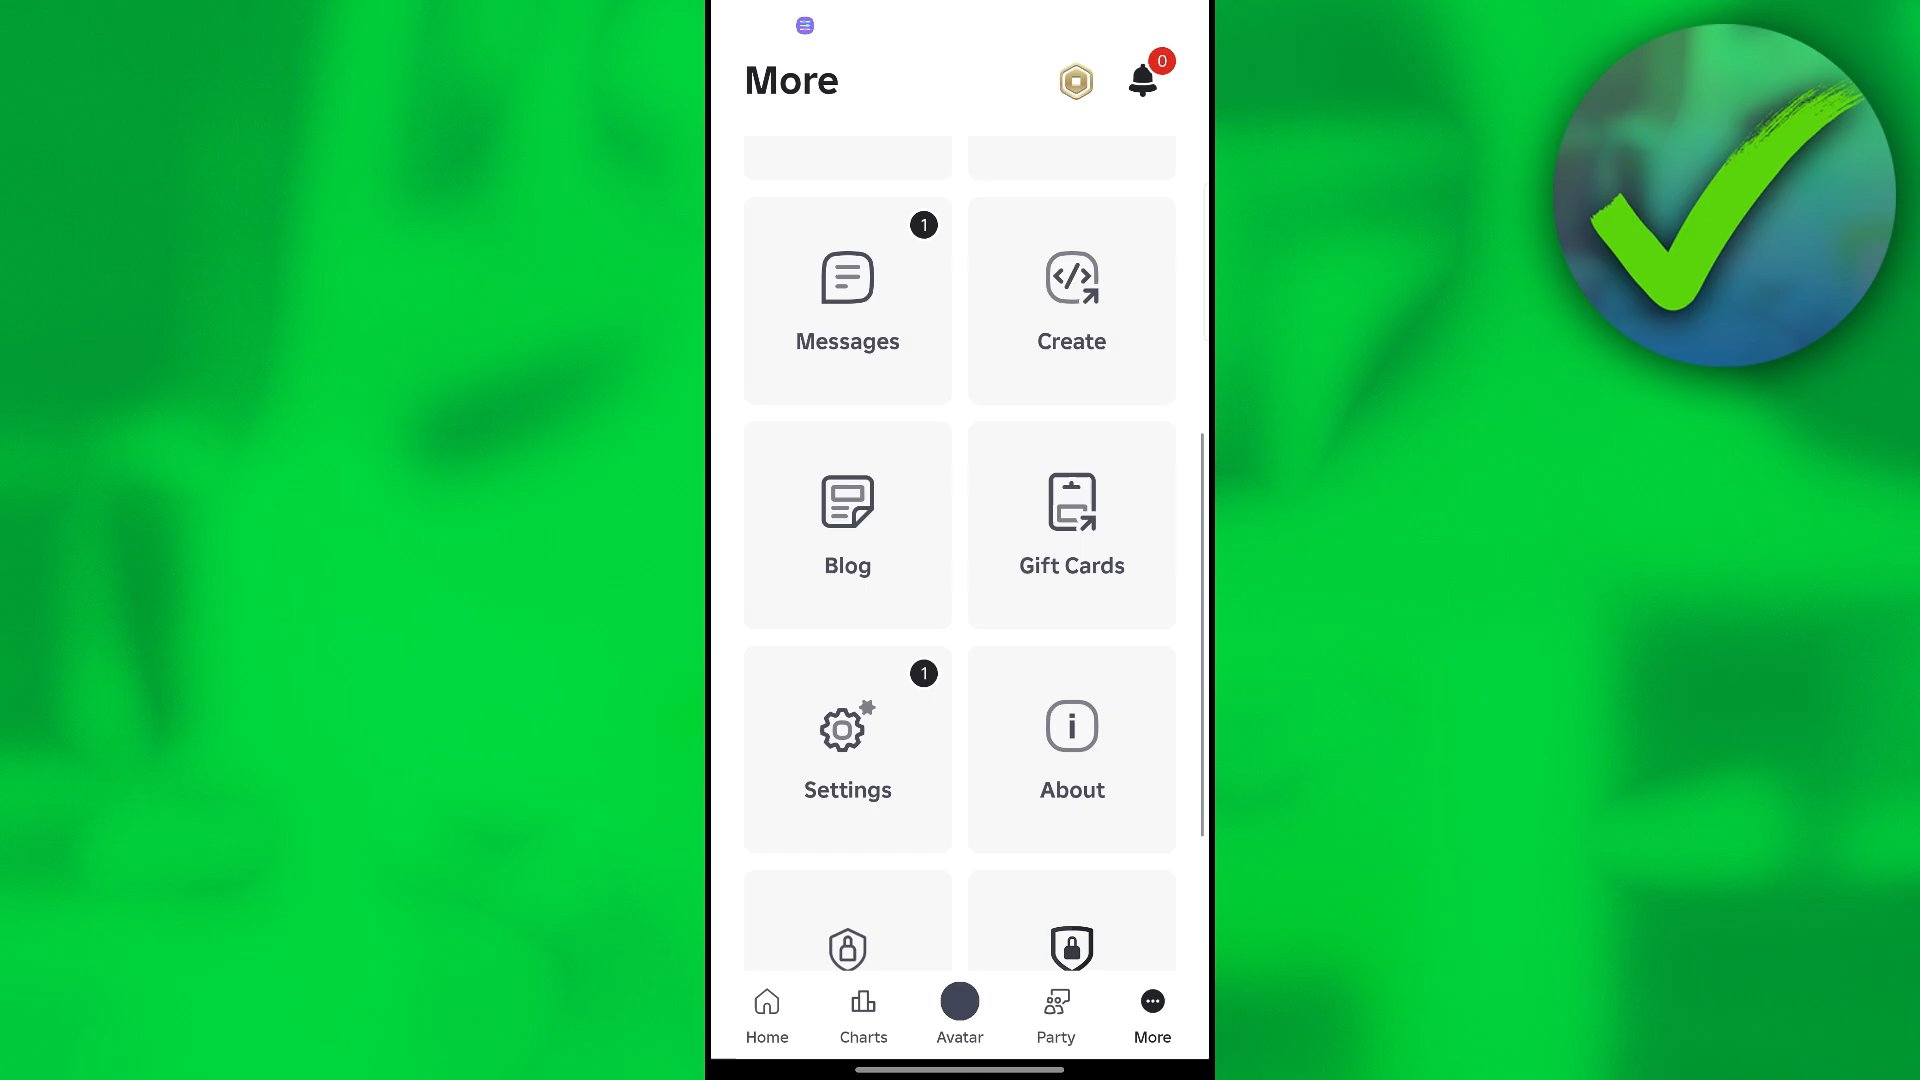 More
0
1
Messages
Create
Blog
Gift Cards
1
Settings
About
Home
Charts
Avatar
Party
More